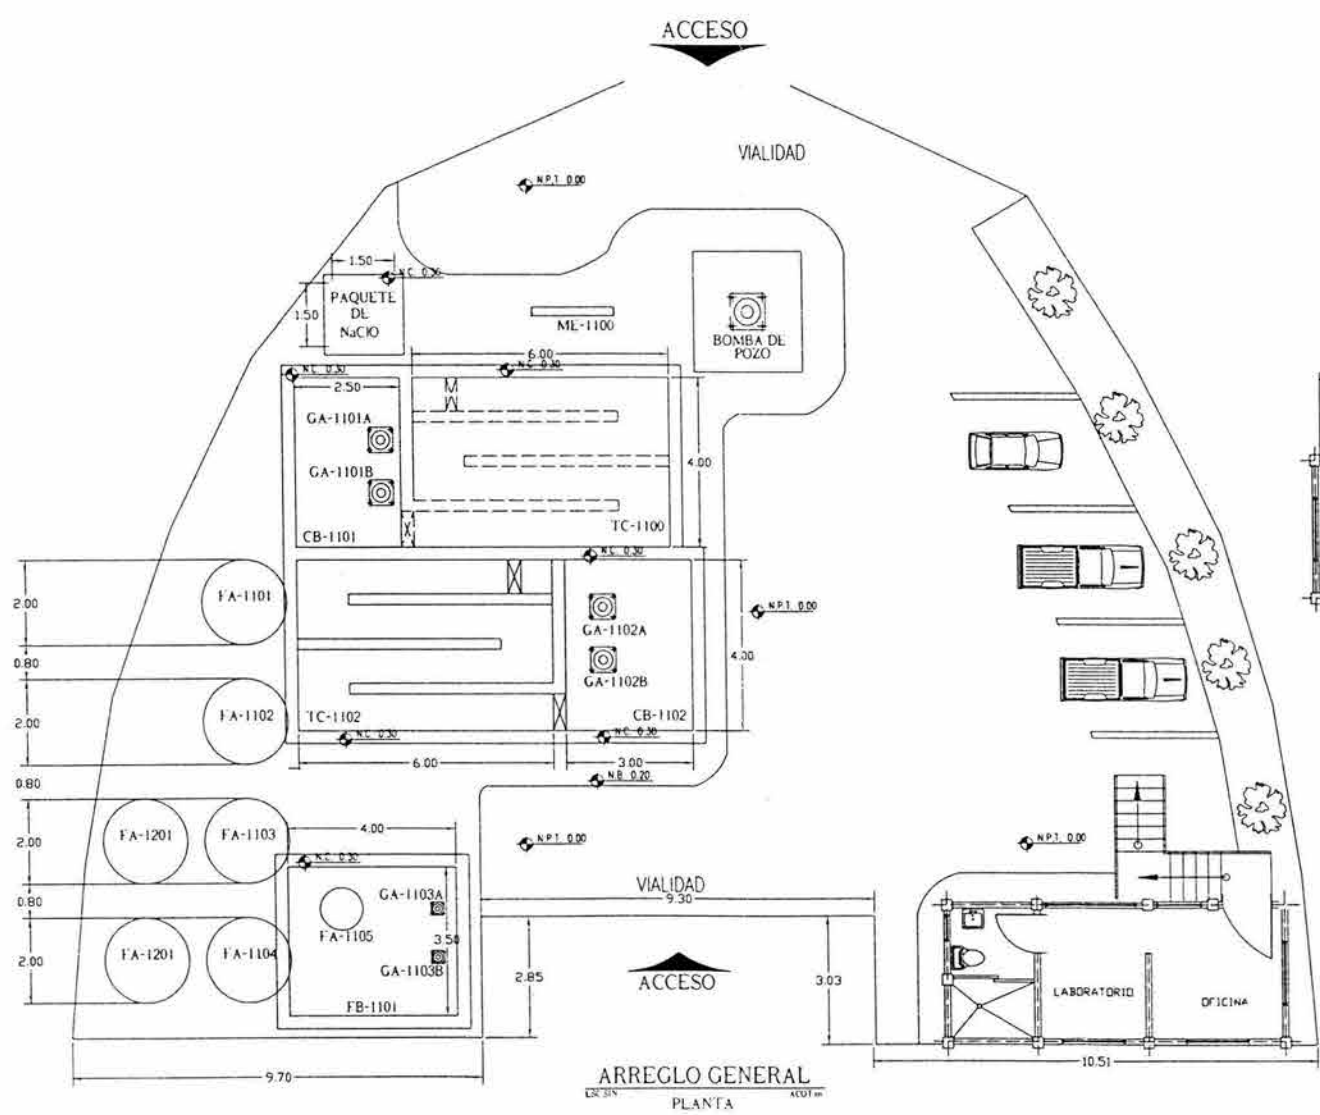 ACCESO
VIALIDAD
N.P.T. 0.00
1.50
N.C. 0.30
PAQUETE
DE
NaClO
1.50
ME-1100
BOMBA DE
POZO
6.00
N.C. 0.30
N.C. 0.30
2.50
GA-1101A
GA-1101B
4.00
CB-1101
TC-1100
N.C. 0.30
2.00
FA-1101
N.P.T. 0.00
GA-1102A
0.80
4.00
GA-1102B
2.00
FA-1102
TC-1102
CB-1102
N.C. 0.30
N.C. 0.30
6.00
3.00
0.80
N.B. 0.20
2.00
FA-1201
FA-1103
4.00
N.C. 0.30
N.P.T. 0.00
N.P.T. 0.00
0.80
VIALIDAD
9.30
GA-1103A
FA-1105
3.50
2.00
FA-1201
FA-1104
GA-1103B
FB-1101
2.85
ACCESO
3.03
LABORATORIO
OFICINA
9.70
10.51
ARREGLO GENERAL
PLANTA